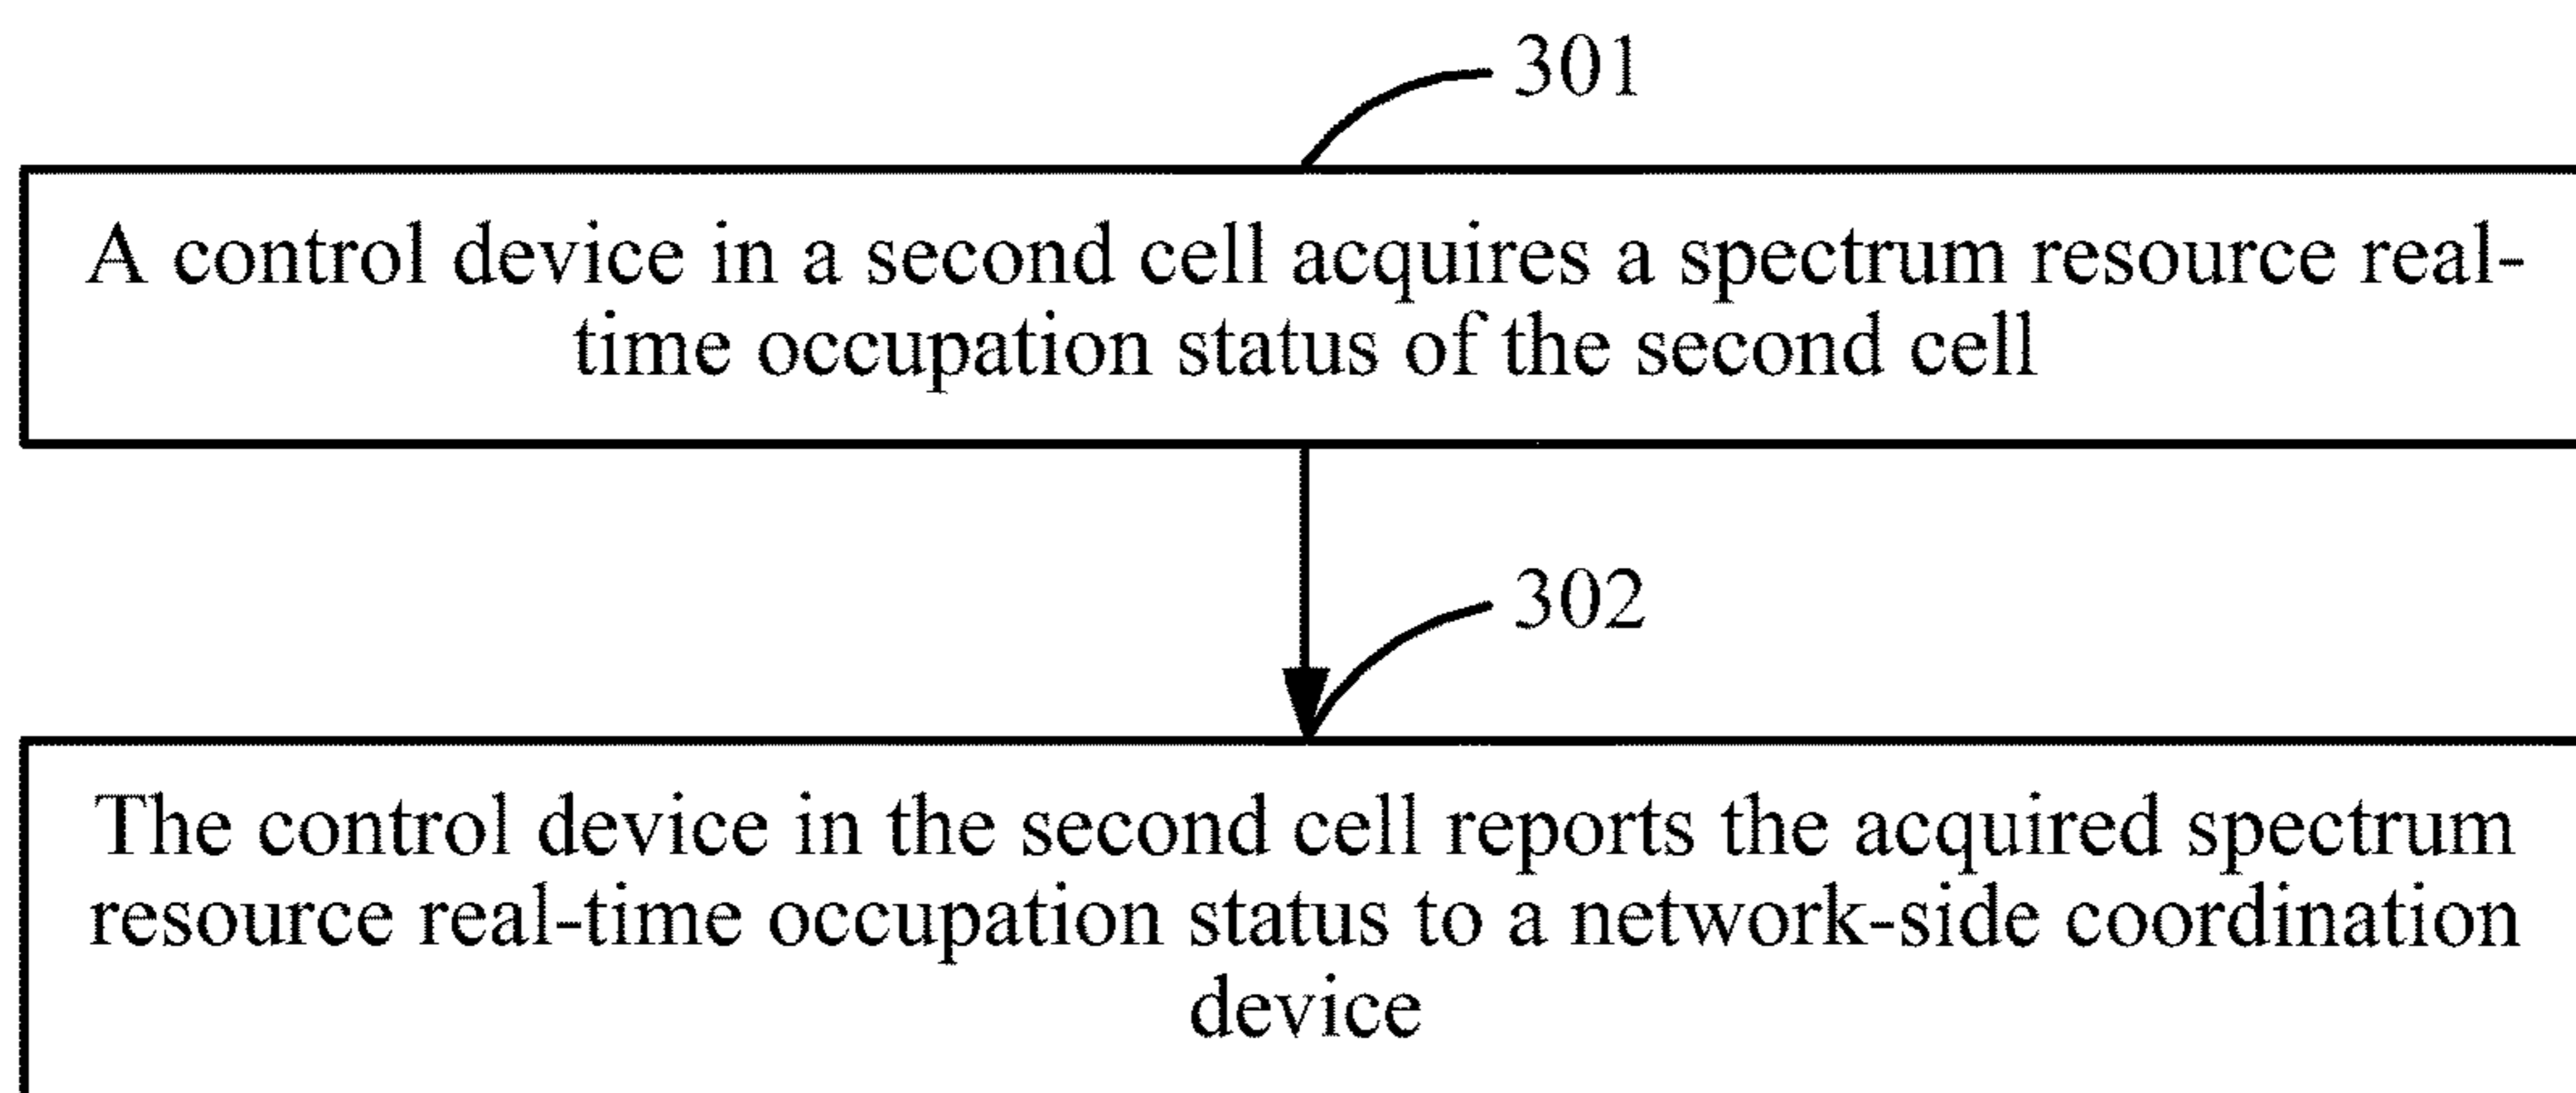 301
A control device in a second cell acquires a spectrum resource real-
time occupation status of the second cell
302
The control device in the second cell reports the acquired spectrum
resource real-time occupation status to a network-side coordination
device